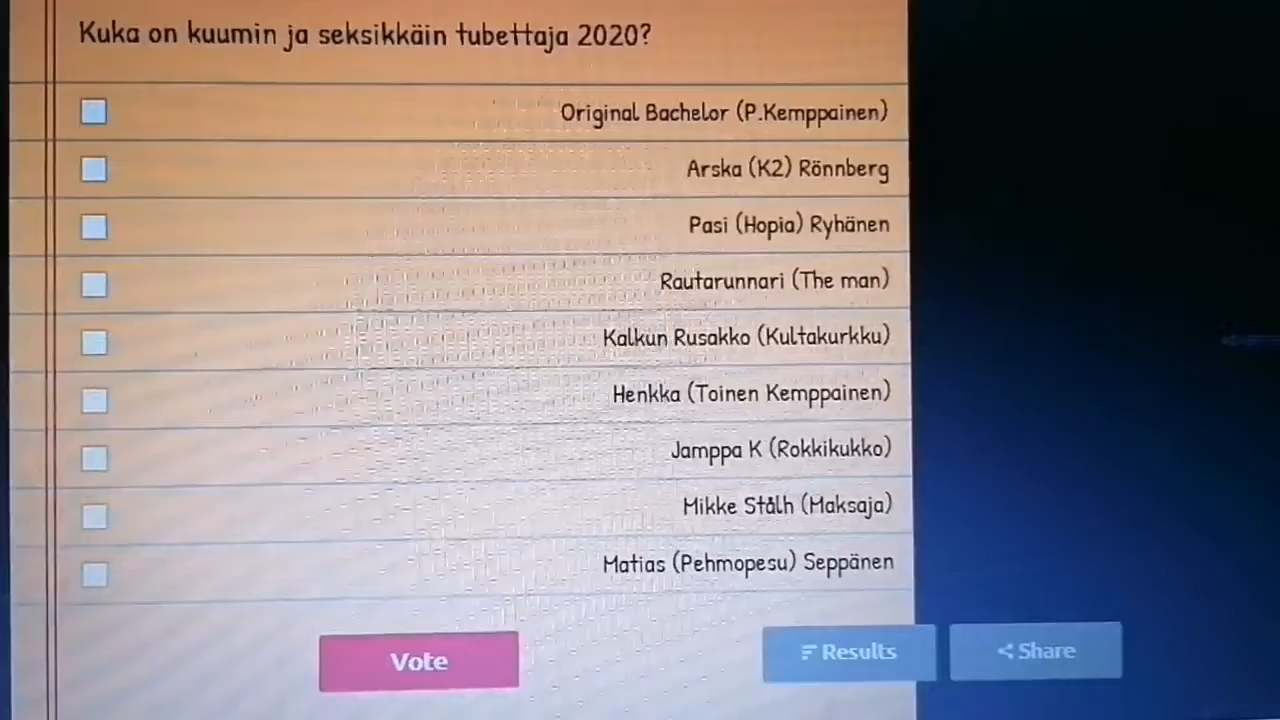 Kuka on kuumin ja seksikkäin tubettaja 2020?
Original Bachelor (P.Kemppainen)
Arska (K2) Rönnberg
Pasi (Hopia) Ryhänen
Rautarunnari (The man)
Kalkun Rusakko (Kultakurkku)
Henkka (Toinen Kemppainen)
Jamppa K (Rokkikukko)
Mikke Stålh (Maksaja)
Matias (Pehmopesu) Seppänen
Vote
Results
Share